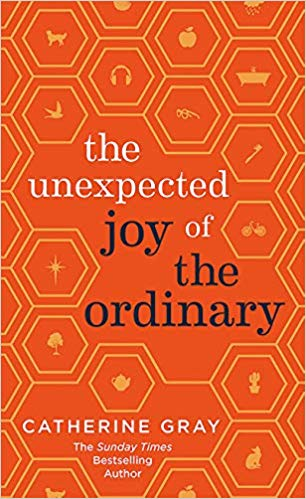 the
unexpected
joy of
the
ordinary
CATHERINE GRAY
The Sunday Times
Bestselling
Author